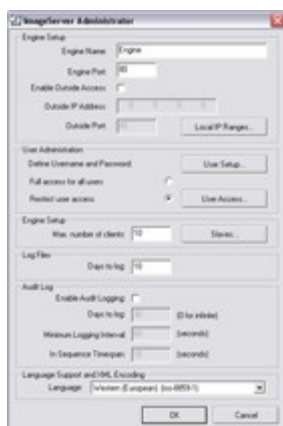 ImageServer Administrator
Engine Setup
Engine Name: Engine
Engine Port: 80
Enable Outside Access:
Outside IP Address:
Outside Port:
Local IP Ranges...
User Administration
Define Username and Password
User Setup...
Full access for all users
Restrict user access
User Access...
Engine Setup
Max. number of clients: 10
Slaves...
Log Files
Days to log: 10
Audit Log
Enable Audit Logging:
Days to log:
(0 for infinite)
Minimum Logging Interval:
(seconds)
In Sequence Timespan:
(seconds)
Language Support and XML Encoding
Language: Western (European) (iso-8859-1)
OK
Cancel